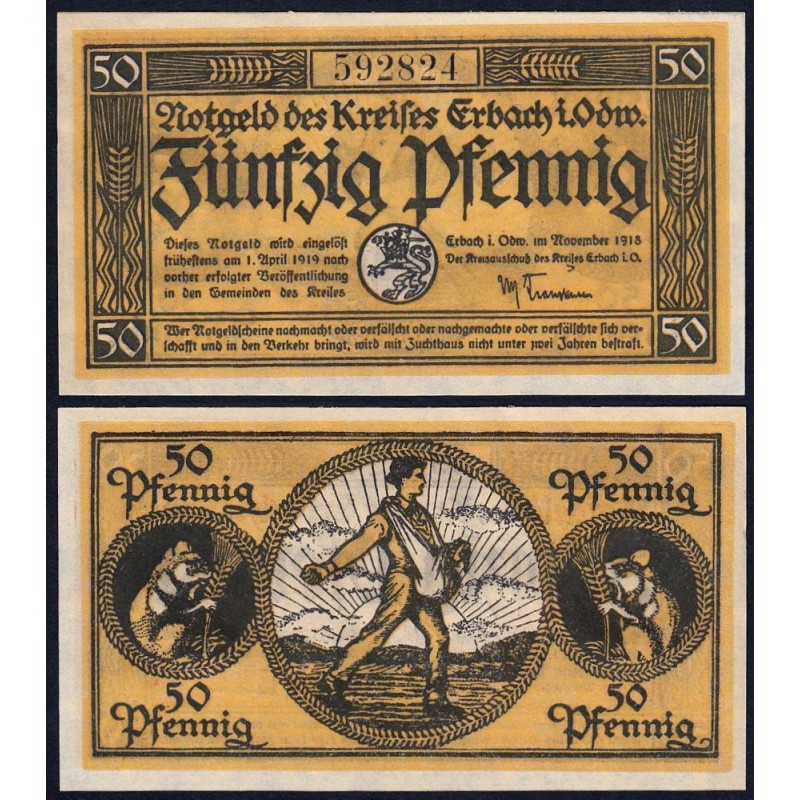 50
592824
50
Notgeld des Kreises Erbach i. Odw.
Fünfzig Pfennig
Dieses Notgeld wird eingelöst
frühestens am 1. April 1919 nach
vorher erfolgter Veröffentlichung
in den Gemeinden des Kreises
Erbach i. Odw. im November 1918
Der Kreisausschuß des Kreises Erbach i. O.
50
Wer Notgeldscheine nachmacht oder verfälscht oder nachgemachte oder verfälschte sich ver-
schafft und in den Verkehr bringt, wird mit Zuchthaus nicht unter zwei Jahren bestraft.
50
50
Pfennig
50
Pfennig
50
Pfennig
50
Pfennig